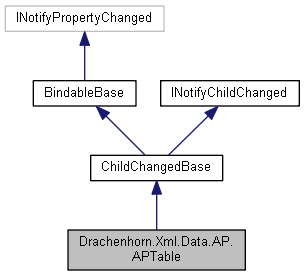 INotifyPropertyChanged
BindableBase
INotifyChildChanged
ChildChangedBase
Drachenhorn.Xml.Data.AP.
APTable